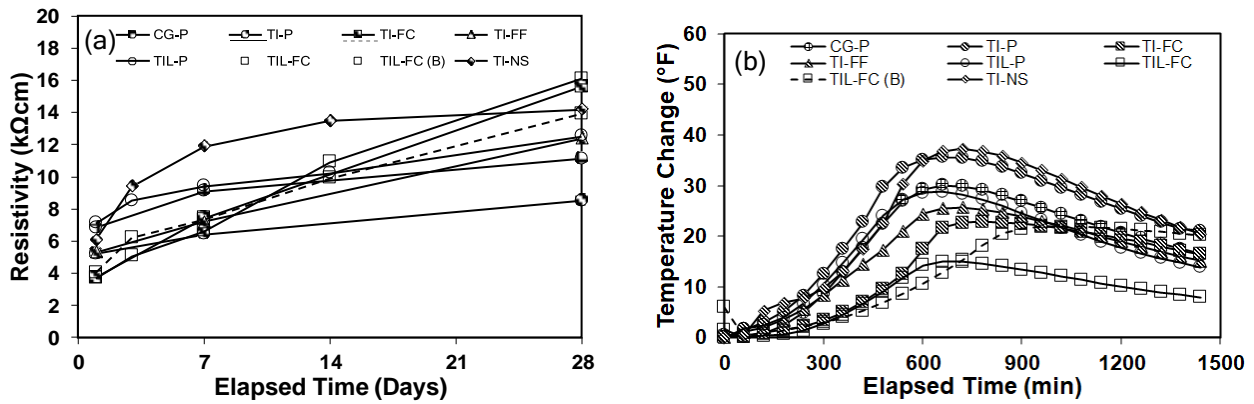 (a)
CG-P TI-P TI-FC TI-FF
TIL-P TIL-FC TIL-FC (B) TI-NS
20
18
16
14
12
10
8
6
4
2
0
Resistivity (kΩcm)
0 7 14 21 28
Elapsed Time (Days)
(b)
CG-P TI-P TI-FC
TI-FF TIL-P TIL-FC
TIL-FC (B) TI-NS
60
50
40
30
20
10
0
Temperature Change (°F)
0 300 600 900 1200 1500
Elapsed Time (min)